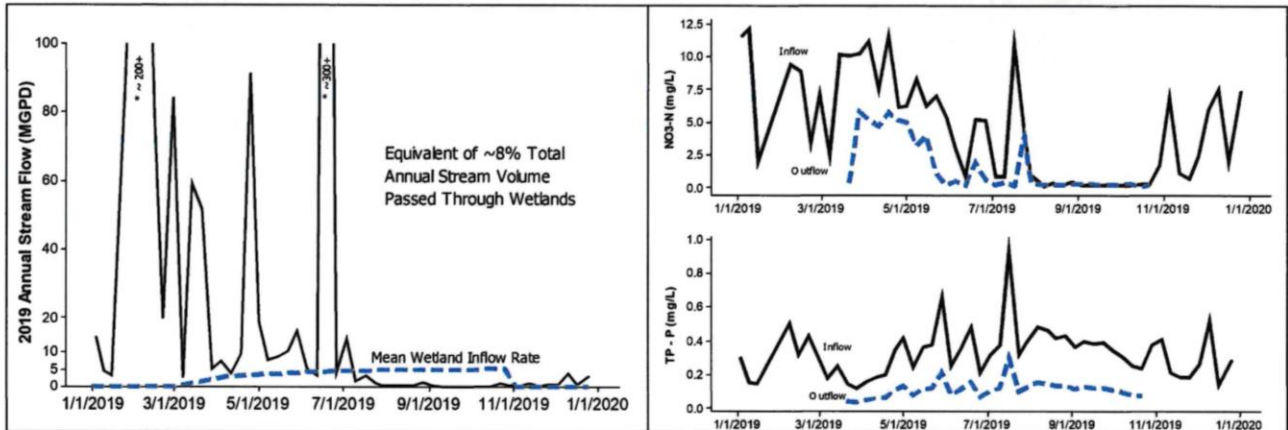 2019 Annual Stream Flow (MGPD)
100
80
60
40
20
10
5
0
* ~ 200+
* ~300+
Equivalent of ~8% Total
Annual Stream Volume
Passed Through Wetlands
Mean Wetland Inflow Rate
1/1/2019 3/1/2019 5/1/2019 7/1/2019 9/1/2019 11/1/2019 1/1/2020
NO3-N (mg/L)
12.5
10.0
7.5
5.0
2.5
0.0
Inflow
Outflow
1/1/2019 3/1/2019 5/1/2019 7/1/2019 9/1/2019 11/1/2019 1/1/2020
TP - P (mg/L)
1.0
0.8
0.6
0.4
0.2
0.0
Inflow
Outflow
1/1/2019 3/1/2019 5/1/2019 7/1/2019 9/1/2019 11/1/2019 1/1/2020